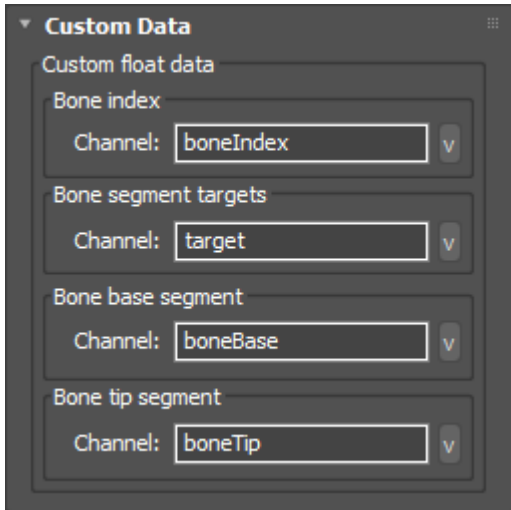 Custom Data
Custom float data
Bone index
Channel: boneIndex v
Bone segment targets
Channel: target v
Bone base segment
Channel: boneBase v
Bone tip segment
Channel: boneTip v